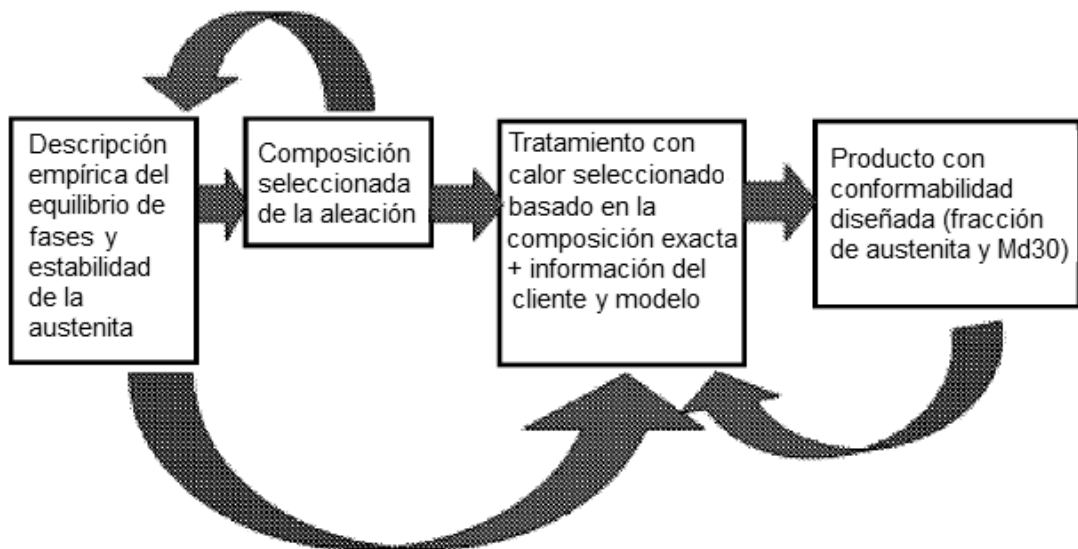 Descripción
empírica del
equilibrio de
fases y
estabilidad
de la
austenita
Composición
seleccionada
de la aleación
Tratamiento con
calor seleccionado
basado en la
composición exacta
+ información del
cliente y modelo
Producto con
conformabilidad
diseñada (fracción
de austenita y Md30)